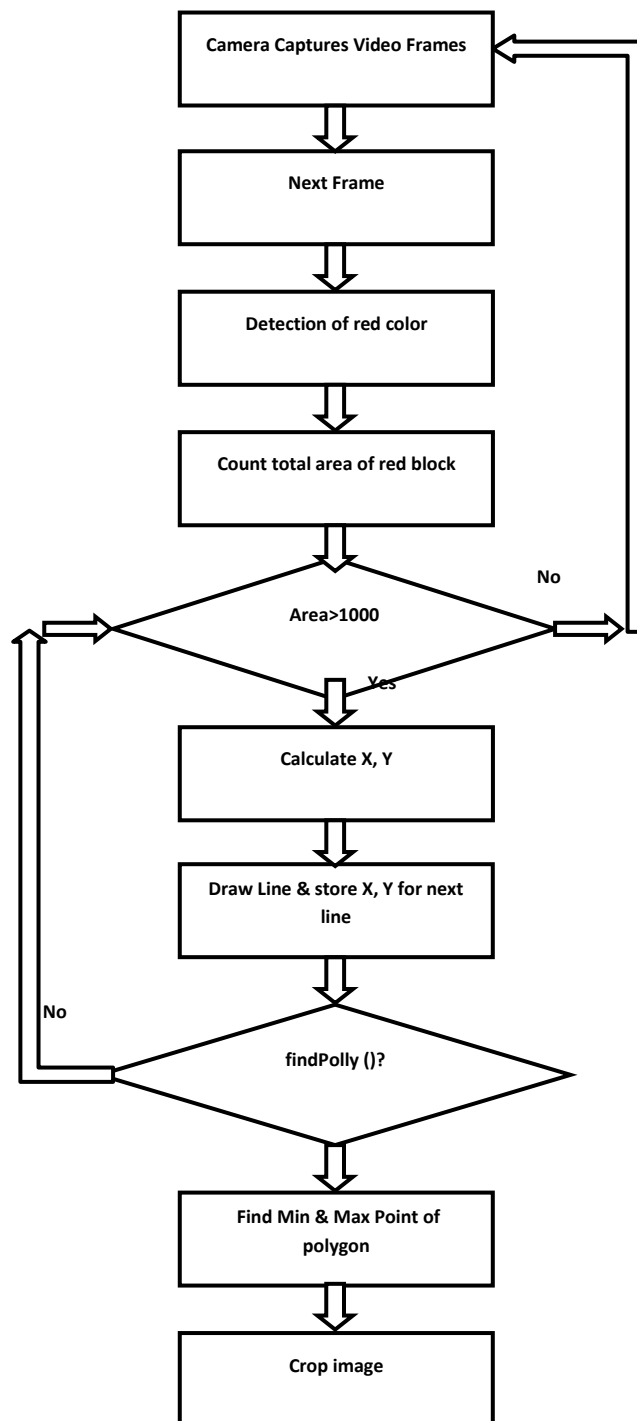 Camera Captures Video Frames
Next Frame
Detection of red color
Count total area of red block
No
Area>1000
Yes
Calculate X, Y
Draw Line & store X, Y for next
line
No
findPolly ()?
Find Min & Max Point of
polygon
Crop image